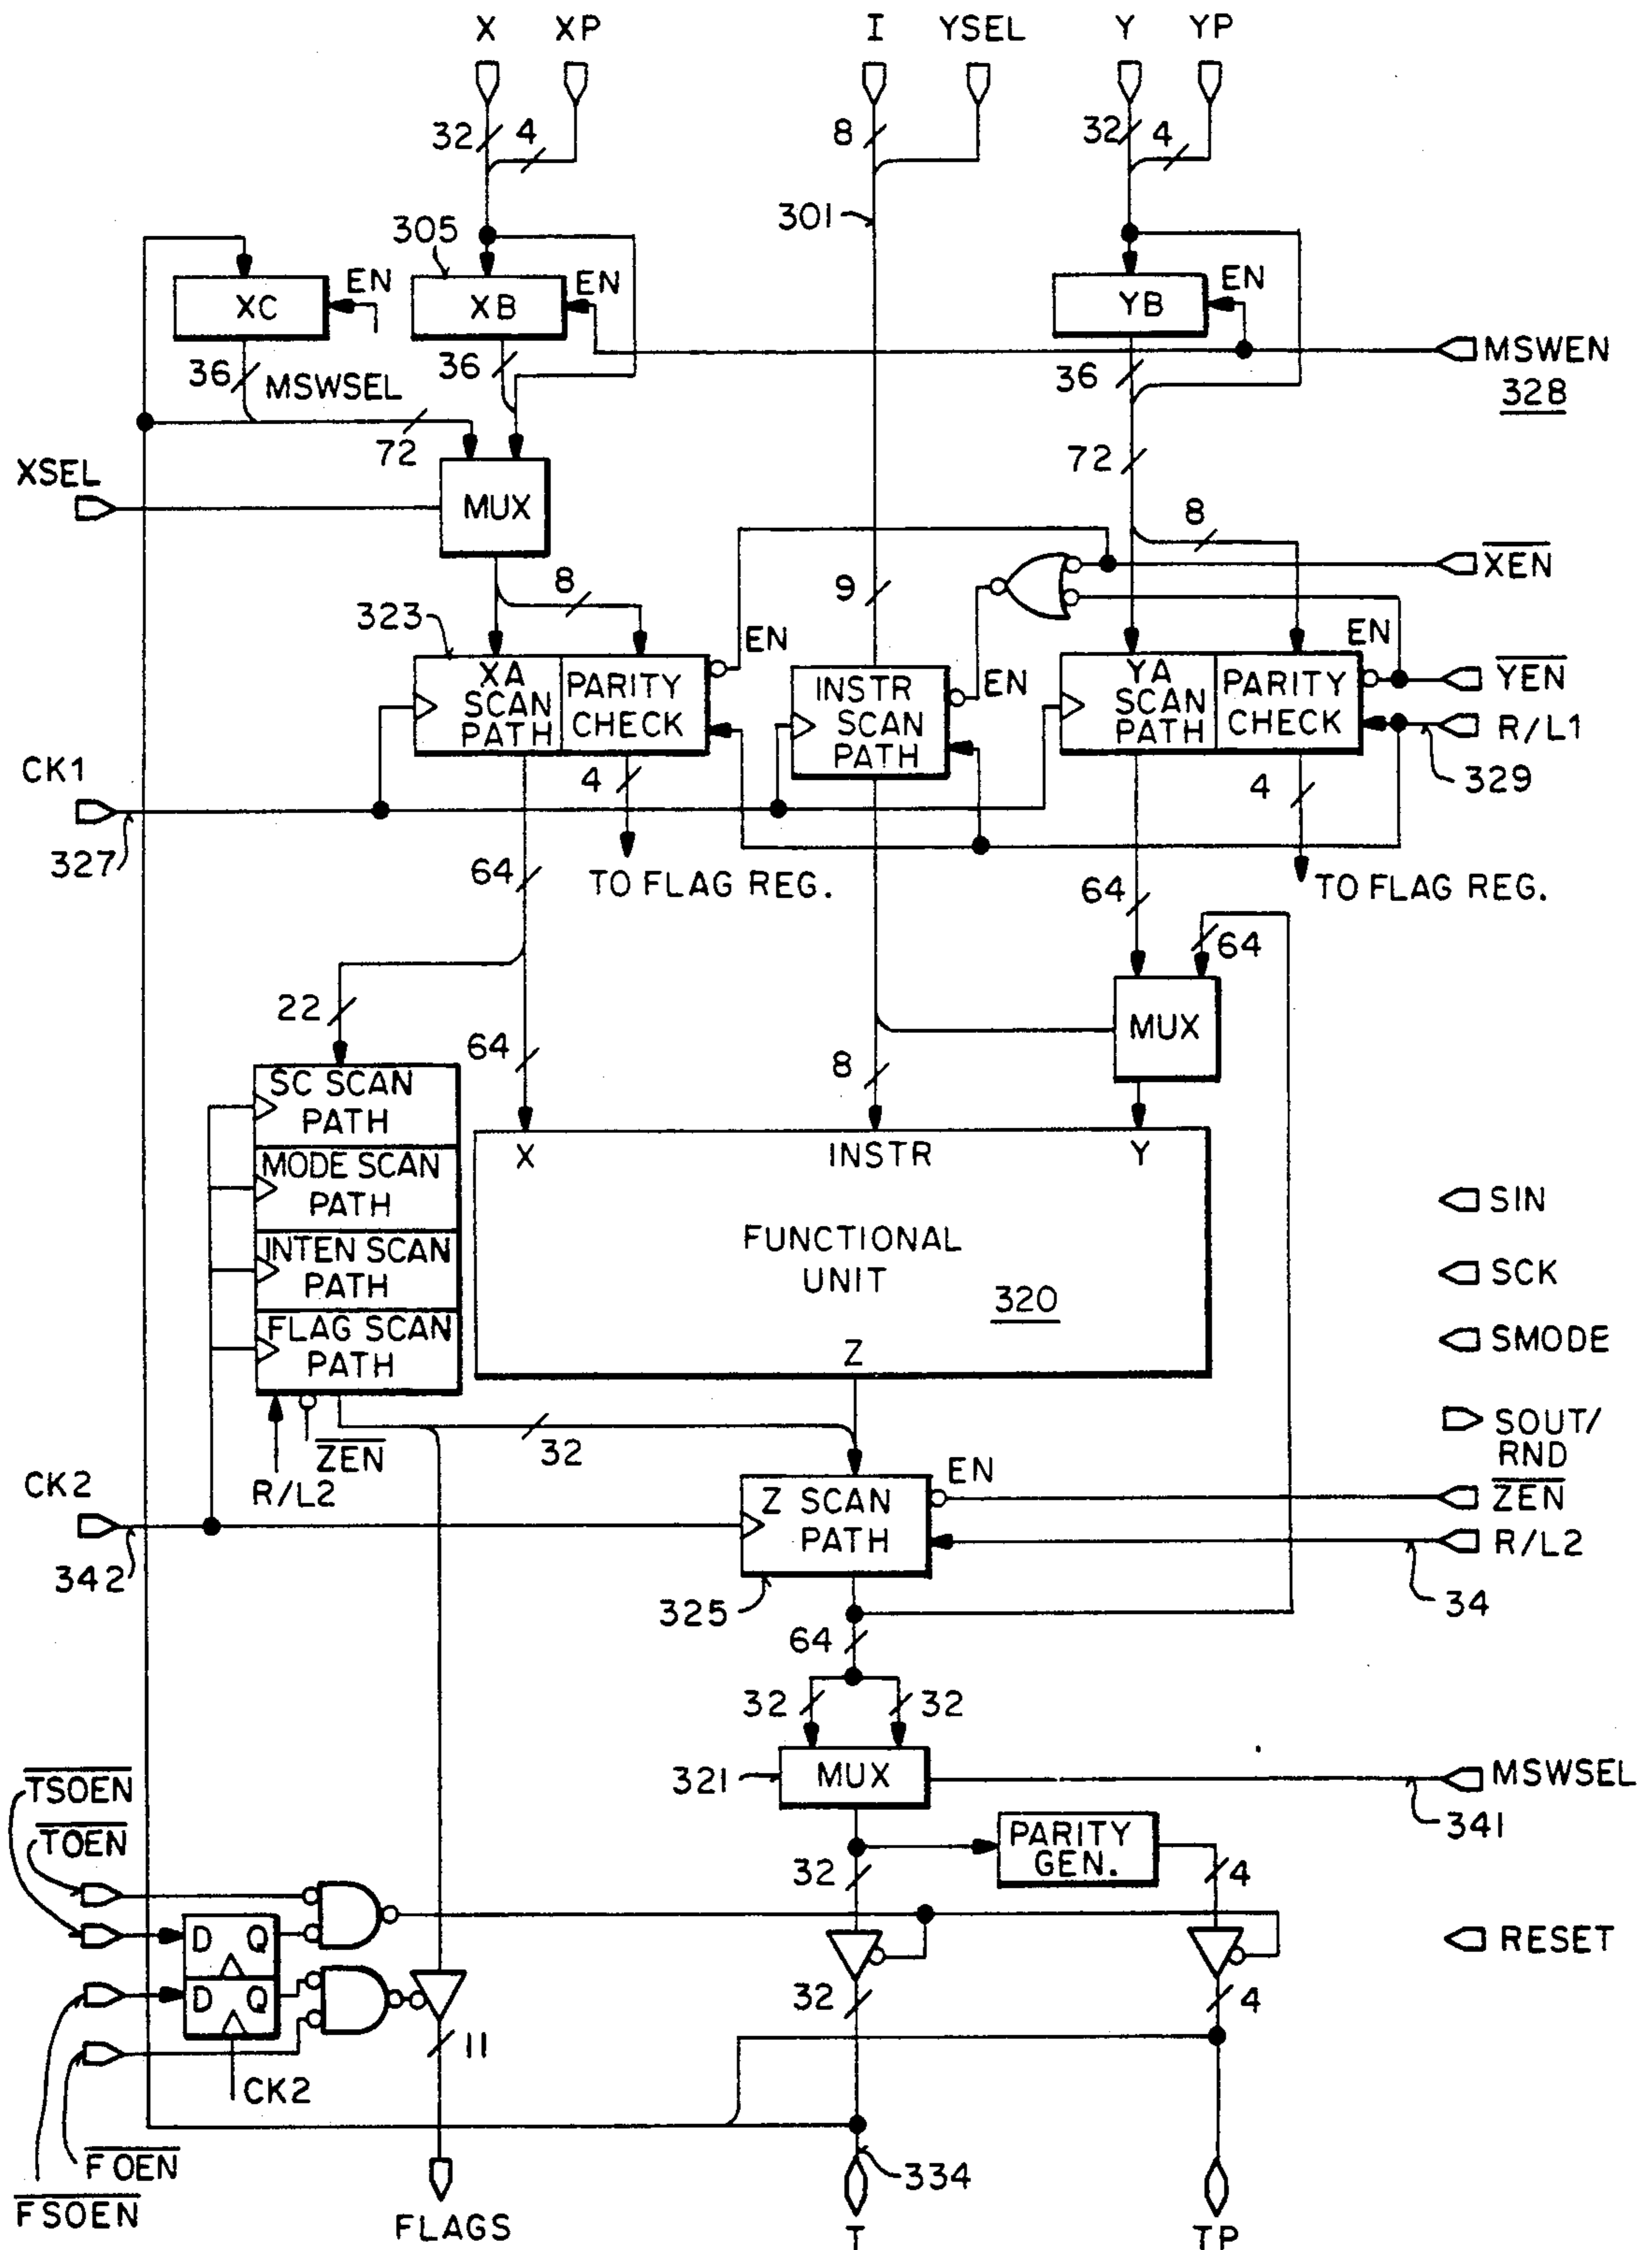 X XP I YSEL Y YP
32 4 8 32 4
301
305
XC EN XB EN YB EN
MSWEN
328
36 MSWSEL 36 36
72 72
XSEL
MUX
8 8
XEN
9
323
EN EN EN
XA SCAN PATH
PARITY CHECK
INSTR SCAN PATH
YA SCAN PATH
PARITY CHECK
YEN
R/L1
329
CK1
327
4 4
TO FLAG REG.
TO FLAG REG.
64 64 64
22
MUX
64 8
SC SCAN PATH
MODE SCAN PATH
INTEN SCAN PATH
FLAG SCAN PATH
X INSTR Y
FUNCTIONAL UNIT
320
Z
SIN
SCK
SMODE
SOUT/
RND
ZEN
R/L2
32
CK2
342
Z SCAN PATH
EN
ZEN
R/L2
34
325
64
32 32
321
MUX
MSWSEL
341
TSOEN
TOEN
PARITY GEN.
32 4
D Q
D Q
RESET
32 4
11
CK2
FOEN
FSOEN
334
FLAGS T TP